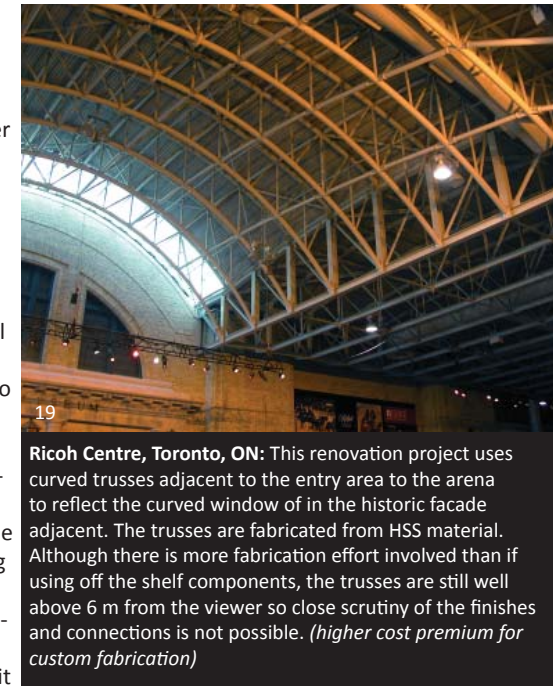 er
l
o
-
e
g
-
it
19
Ricoh Centre, Toronto, ON: This renovation project uses
curved trusses adjacent to the entry area to the arena
to reflect the curved window of in the historic facade
adjacent. The trusses are fabricated from HSS material.
Although there is more fabrication effort involved than if
using off the shelf components, the trusses are still well
above 6 m from the viewer so close scrutiny of the finishes
and connections is not possible. (higher cost premium for
custom fabrication)